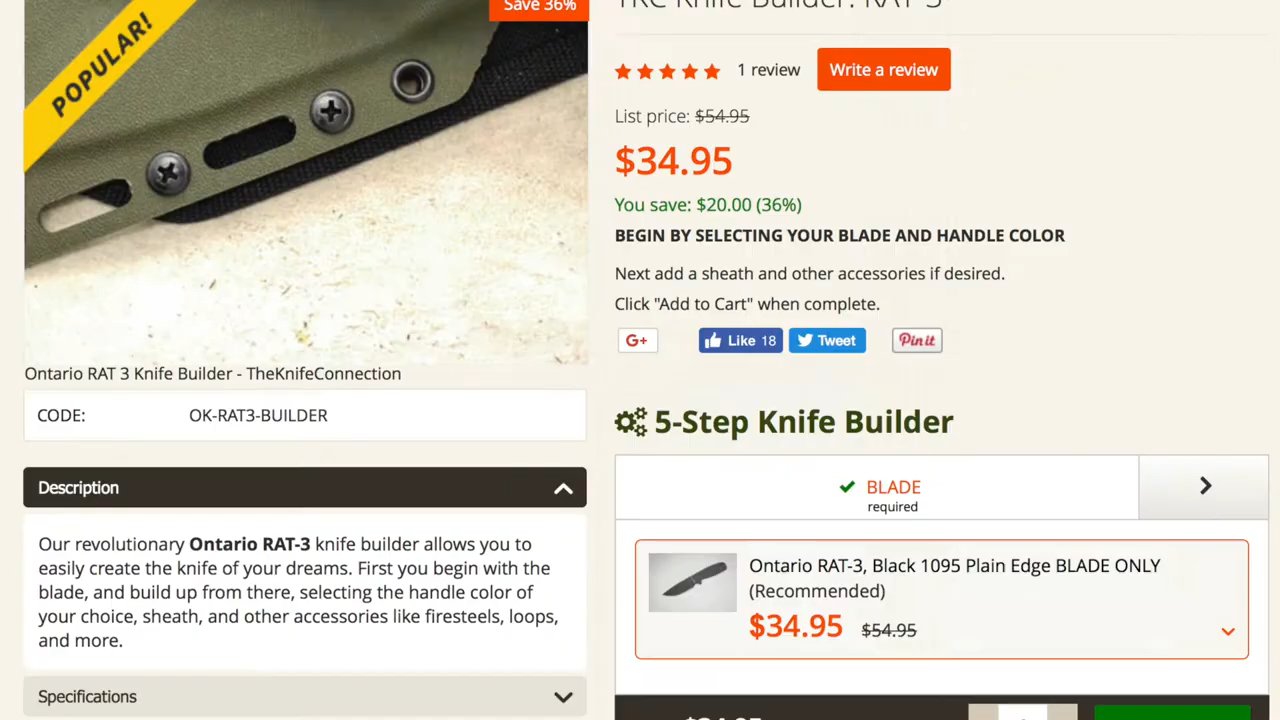 POPULAR!
Save 36%
TKC Knife Builder: RAT-3
1 review
Write a review
List price: $54.95
$34.95
You save: $20.00 (36%)
BEGIN BY SELECTING YOUR BLADE AND HANDLE COLOR
Next add a sheath and other accessories if desired.
Click "Add to Cart" when complete.
G+
Like 18
Tweet
Pin it
Ontario RAT 3 Knife Builder - TheKnifeConnection
CODE: OK-RAT3-BUILDER
Description
Our revolutionary Ontario RAT-3 knife builder allows you to
easily create the knife of your dreams. First you begin with the
blade, and build up from there, selecting the handle color of
your choice, sheath, and other accessories like firesteels, loops,
and more.
Specifications
5-Step Knife Builder
BLADE
required
Ontario RAT-3, Black 1095 Plain Edge BLADE ONLY
(Recommended)
$34.95 $54.95
$34.95